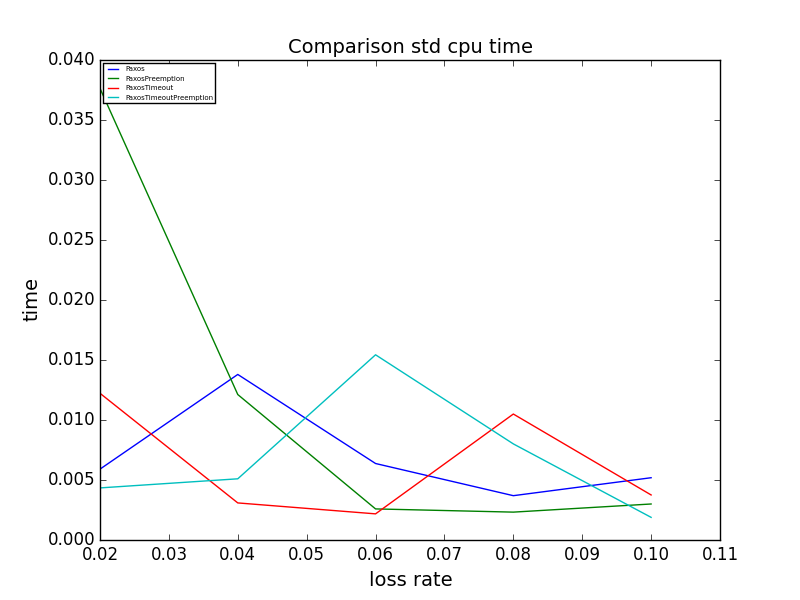 Comparison std cpu time
0.040
0.035
0.030
0.025
0.020
0.015
0.010
0.005
0.000
time
Paxos
PaxosPreemption
PaxosTimeout
PaxosTimeoutPreemption
0.02 0.03 0.04 0.05 0.06 0.07 0.08 0.09 0.10 0.11
loss rate